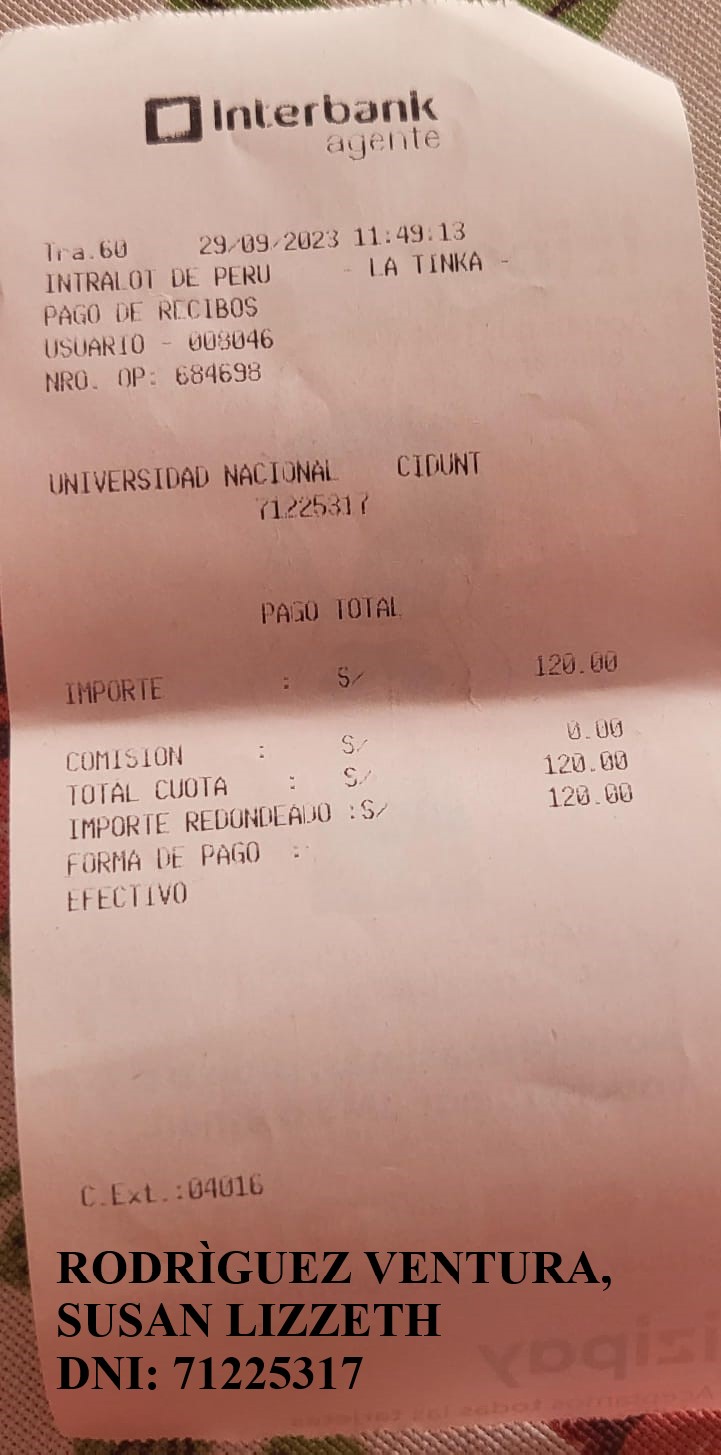 Interbank
agente
Tra.60 29/09/2023 11:49:13
INTRALOT DE PERU - LA TINKA -
PAGO DE RECIBOS
USUARIO - 008046
NRO. OP: 684698
UNIVERSIDAD NACIONAL CIDUNT
71225317
PAGO TOTAL
IMPORTE : S/ 120.00
COMISION : S/ 0.00
TOTAL CUOTA : S/ 120.00
IMPORTE REDONDEADO :S/ 120.00
FORMA DE PAGO :
EFECTIVO
C.Ext.:04016
RODRÌGUEZ VENTURA,
SUSAN LIZZETH
DNI: 71225317
izipay